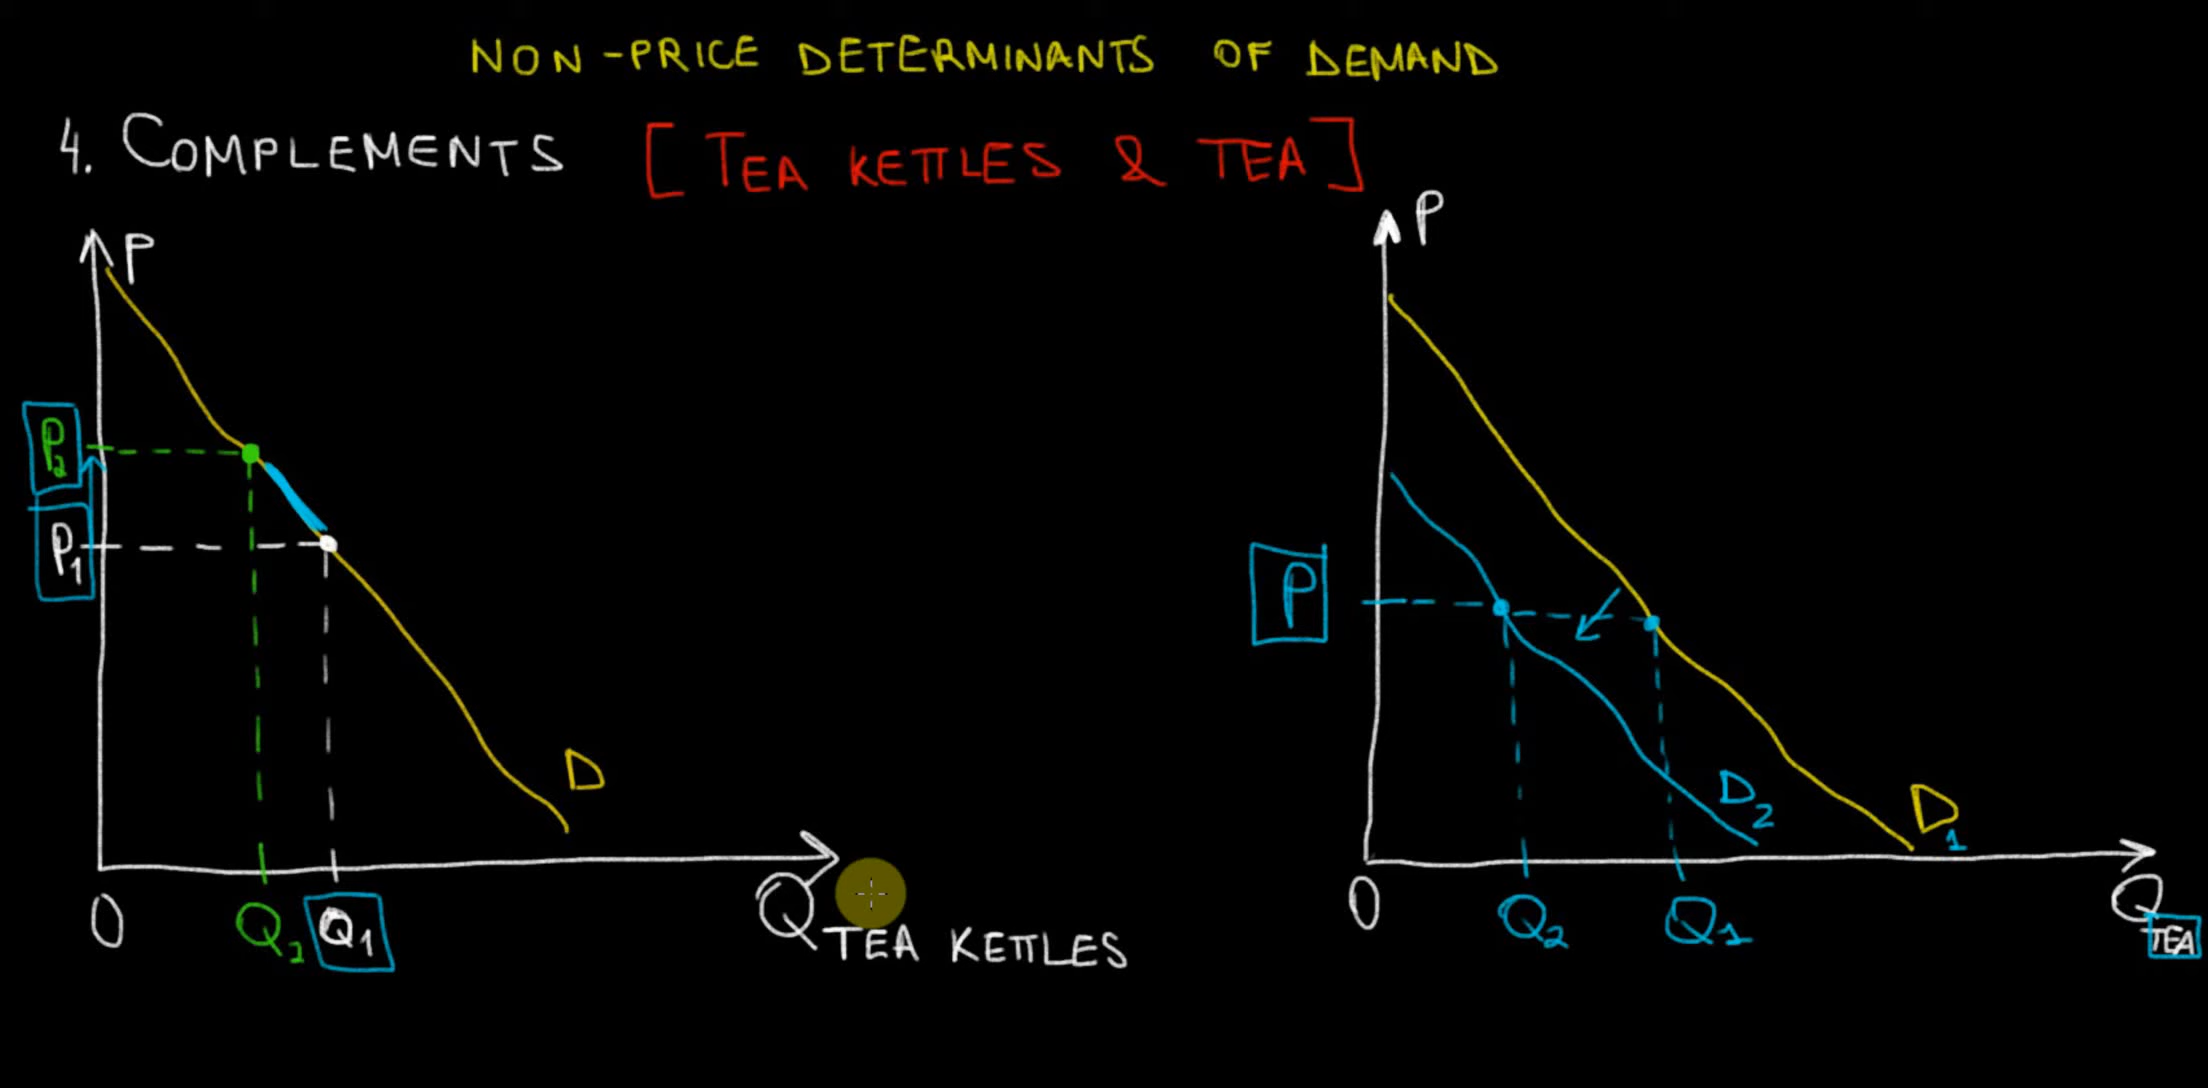 NON-PRICE DETERMINANTS OF DEMAND
4. COMPLEMENTS [TEA KETTLES & TEA]
P
P
P2
P1
P
D
D2
D1
0
Q2
Q1
Q TEA KETTLES
0
Q2
Q1
Q TEA